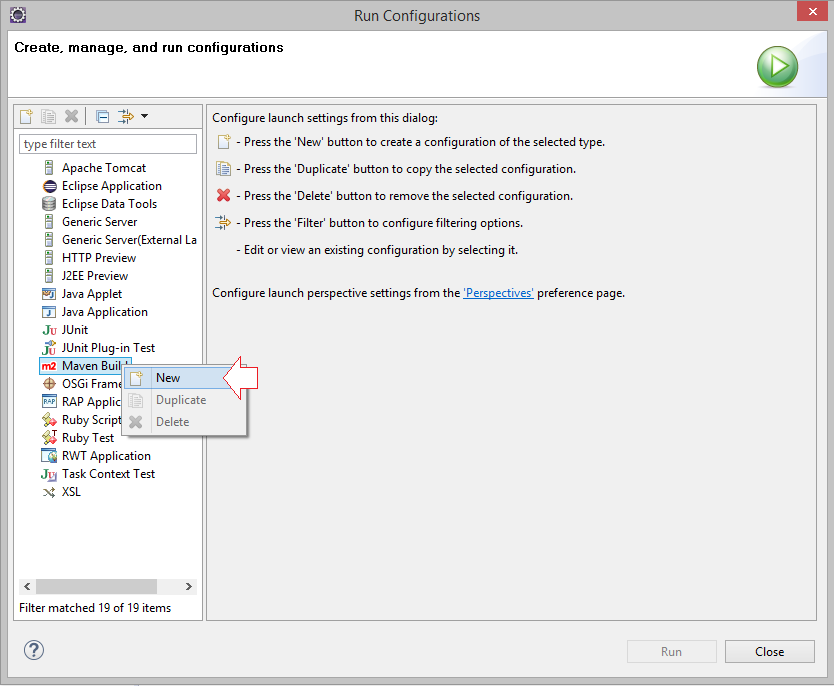 Run Configurations
Create, manage, and run configurations
type filter text
Apache Tomcat
Eclipse Application
Eclipse Data Tools
Generic Server
Generic Server(External La
HTTP Preview
J2EE Preview
Java Applet
Java Application
Ju JUnit
JUnit Plug-in Test
m2 Maven Build
OSGi Frame
RAP RAP Applic
Ruby Script
Ruby Test
RWT Application
Ju Task Context Test
XSL
New
Duplicate
Delete
Filter matched 19 of 19 items
Configure launch settings from this dialog:
- Press the 'New' button to create a configuration of the selected type.
- Press the 'Duplicate' button to copy the selected configuration.
- Press the 'Delete' button to remove the selected configuration.
- Press the 'Filter' button to configure filtering options.
- Edit or view an existing configuration by selecting it.
Configure launch perspective settings from the 'Perspectives' preference page.
?
Run
Close